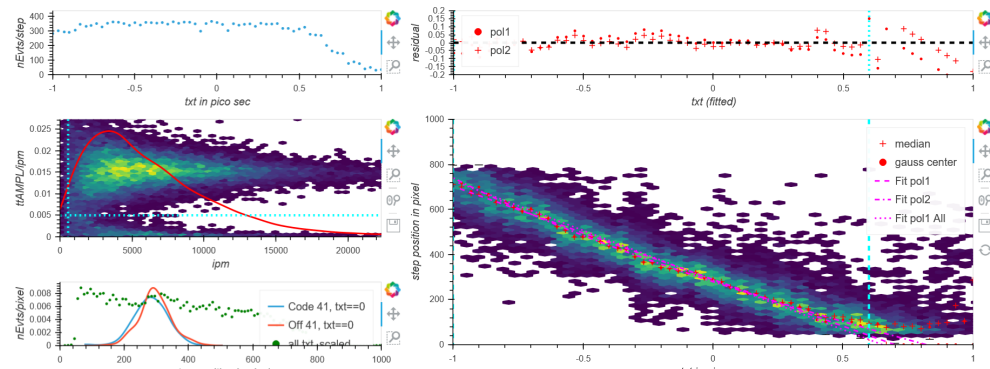 nEvts/step
400
300
200
100
0
-1 -0.5 0 0.5 1
txt in pico sec
residual
0.2
0.15
0.1
0.05
0
-0.05
-0.1
-0.15
-0.2
pol1
pol2
-1 -0.5 0 0.5 1
txt (fitted)
ttAMPL/ipm
0.025
0.02
0.015
0.01
0.005
0
0 5000 10000 15000 20000
ipm
step position in pixel
1000
800
600
400
200
0
median
gauss center
Fit pol1
Fit pol2
Fit pol1 All
-1 -0.5 0 0.5 1
nEvts/pixel
0.008
0.006
0.004
0.002
0
Code 41, txt==0
Off 41, txt==0
all txt, scaled
0 200 400 600 800 1000